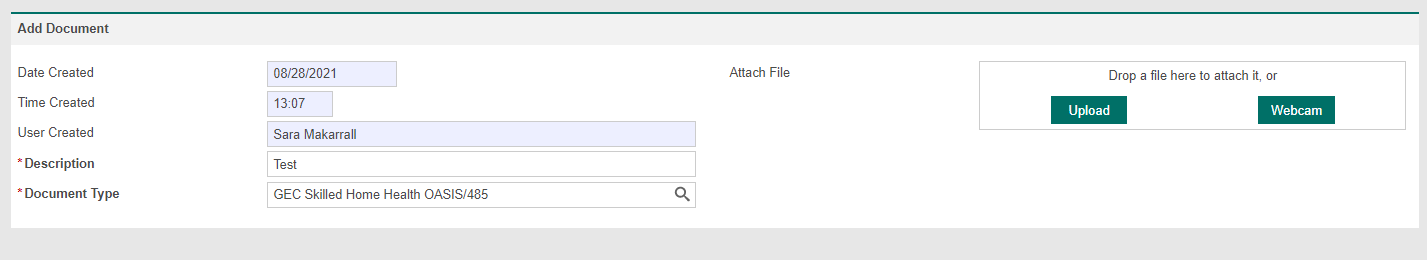 Add Document
Date Created 08/28/2021 Attach File Drop a file here to attach it, or
Time Created 13:07 Upload Webcam
User Created Sara Makarrall
*Description Test
*Document Type GEC Skilled Home Health OASIS/485